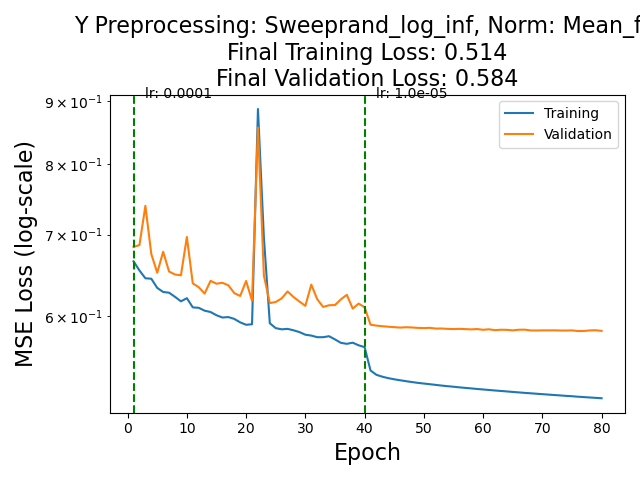 Y Preprocessing: Sweeprand_log_inf, Norm: Mean_f
Final Training Loss: 0.514
Final Validation Loss: 0.584
lr: 0.0001
lr: 1.0e-05
Training
Validation
9 × 10⁻¹
8 × 10⁻¹
7 × 10⁻¹
6 × 10⁻¹
MSE Loss (log-scale)
0 10 20 30 40 50 60 70 80
Epoch